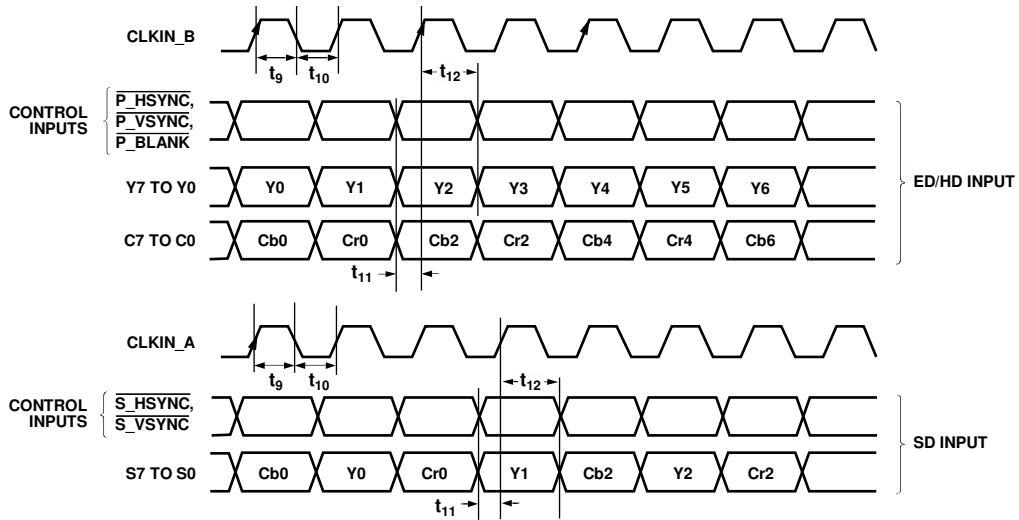 CLKIN_B
t9 t10 t12
CONTROL INPUTS
P_HSYNC,
P_VSYNC,
P_BLANK
Y7 TO Y0 Y0 Y1 Y2 Y3 Y4 Y5 Y6
ED/HD INPUT
C7 TO C0 Cb0 Cr0 Cb2 Cr2 Cb4 Cr4 Cb6
t11
CLKIN_A
t9 t10 t12
CONTROL INPUTS
S_HSYNC,
S_VSYNC
SD INPUT
S7 TO S0 Cb0 Y0 Cr0 Y1 Cb2 Y2 Cr2
t11